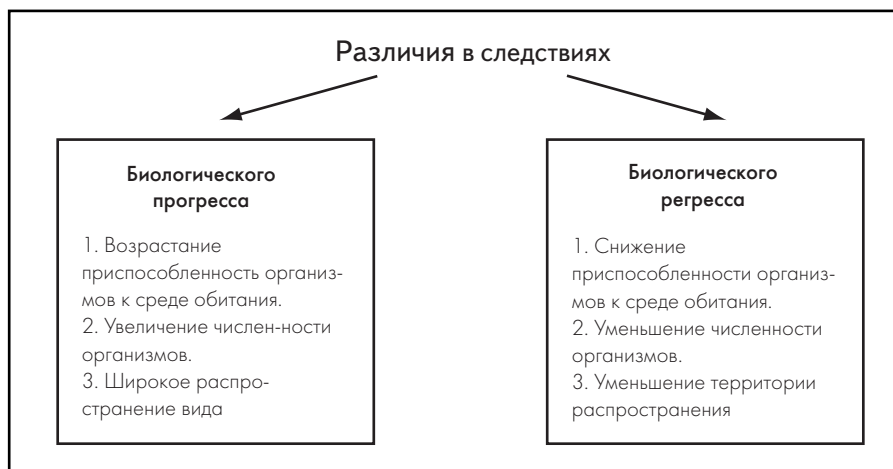 Различия в следствиях
Биологического
прогресса
1. Возрастание
приспособленность организ-
мов к среде обитания.
2. Увеличение числен-ности
организмов.
3. Широкое распро-
странение вида
Биологического
регресса
1. Снижение
приспособленности организ-
мов к среде обитания.
2. Уменьшение численности
организмов.
3. Уменьшение территории
распространения